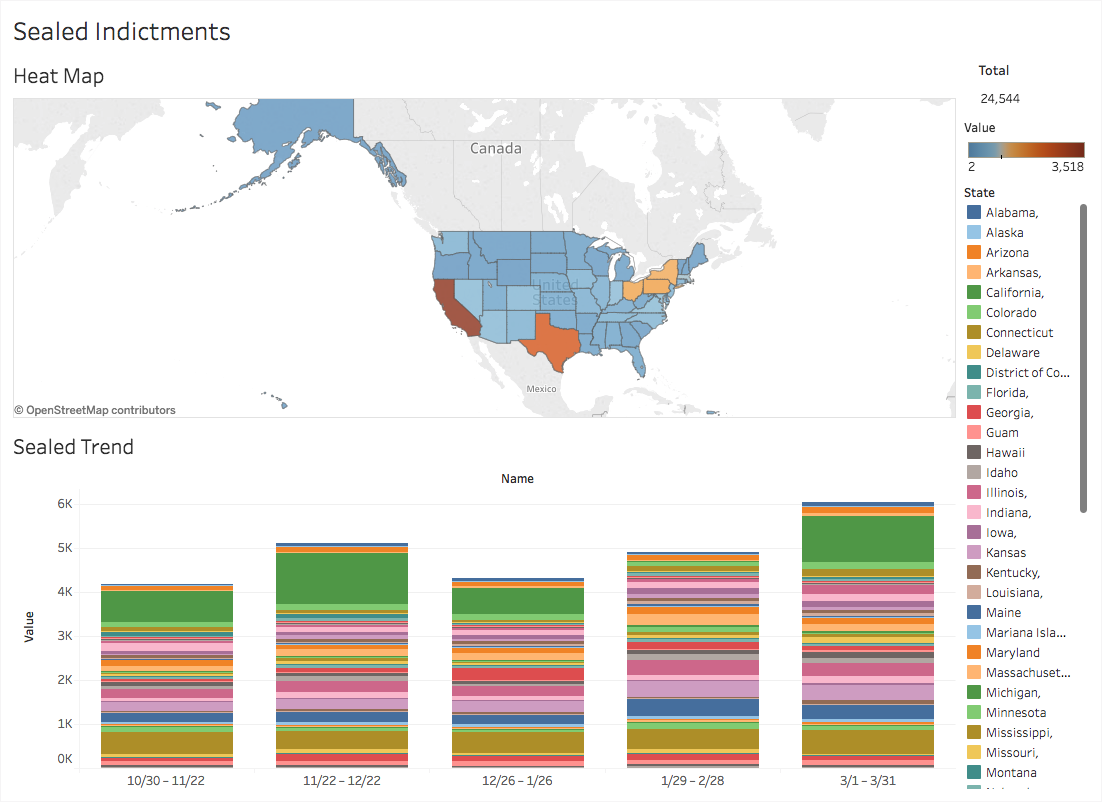 Sealed Indictments
Heat Map
Total
24,544
Value
2
3,518
Canada
United
States
Mexico
© OpenStreetMap contributors
State
Alabama,
Alaska
Arizona
Arkansas,
California,
Colorado
Connecticut
Delaware
District of Co...
Florida,
Georgia,
Guam
Hawaii
Idaho
Illinois,
Indiana,
Iowa,
Kansas
Kentucky,
Louisiana,
Maine
Mariana Isla...
Maryland
Massachuset...
Michigan,
Minnesota
Mississippi,
Missouri,
Montana
Sealed Trend
Name
Value
6K
5K
4K
3K
2K
1K
0K
10/30 – 11/22
11/22 – 12/22
12/26 – 1/26
1/29 – 2/28
3/1 – 3/31